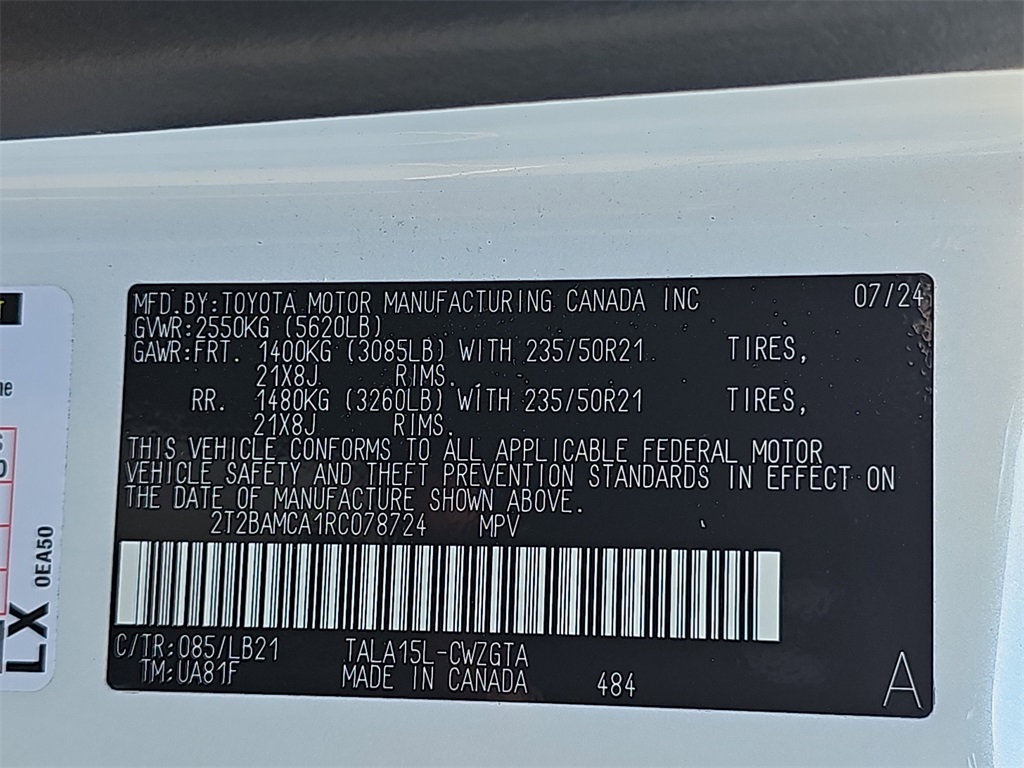 MFD.BY:TOYOTA MOTOR MANUFACTURING CANADA INC 07/24
GVWR:2550KG (5620LB)
GAWR:FRT. 1400KG (3085LB) WITH 235/50R21 TIRES,
21X8J RIMS.
RR. 1480KG (3260LB) WITH 235/50R21 TIRES,
21X8J RIMS.
THIS VEHICLE CONFORMS TO ALL APPLICABLE FEDERAL MOTOR
VEHICLE SAFETY AND THEFT PREVENTION STANDARDS IN EFFECT ON
THE DATE OF MANUFACTURE SHOWN ABOVE.
2T2BAMCA1RC078724 MPV
C/TR:085/LB21 TALA15L-CWZGTA
TM:UA81F MADE IN CANADA 484 A
LX 0EA50